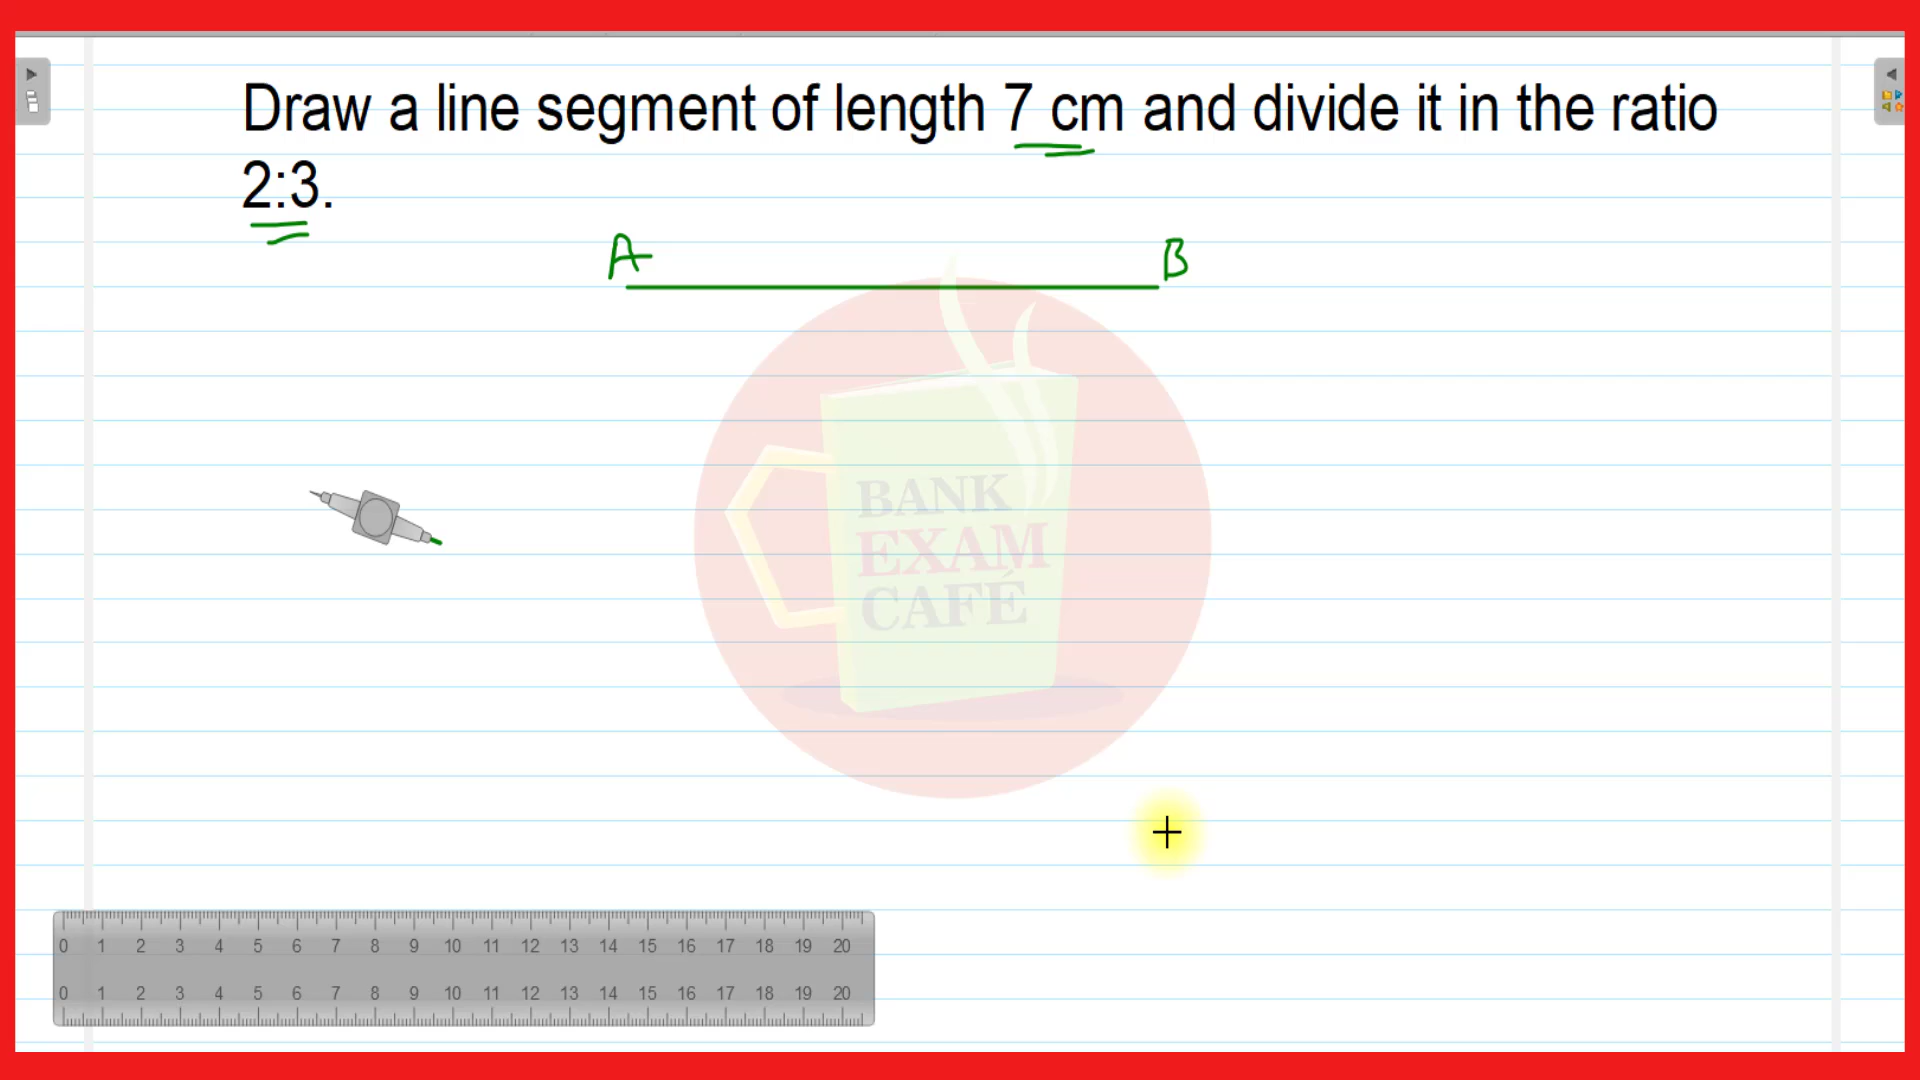 Draw a line segment of length 7 cm and divide it in the ratio
2:3.
A B
BANK
EXAM
CAFÉ
0 1 2 3 4 5 6 7 8 9 10 11 12 13 14 15 16 17 18 19 20
0 1 2 3 4 5 6 7 8 9 10 11 12 13 14 15 16 17 18 19 20